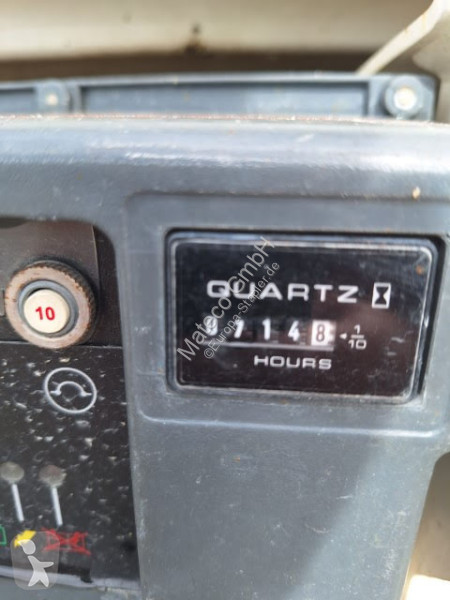 QUARTZ
97148 1/10
HOURS
10
Mateco GmbH
©Europa-Stapler.de